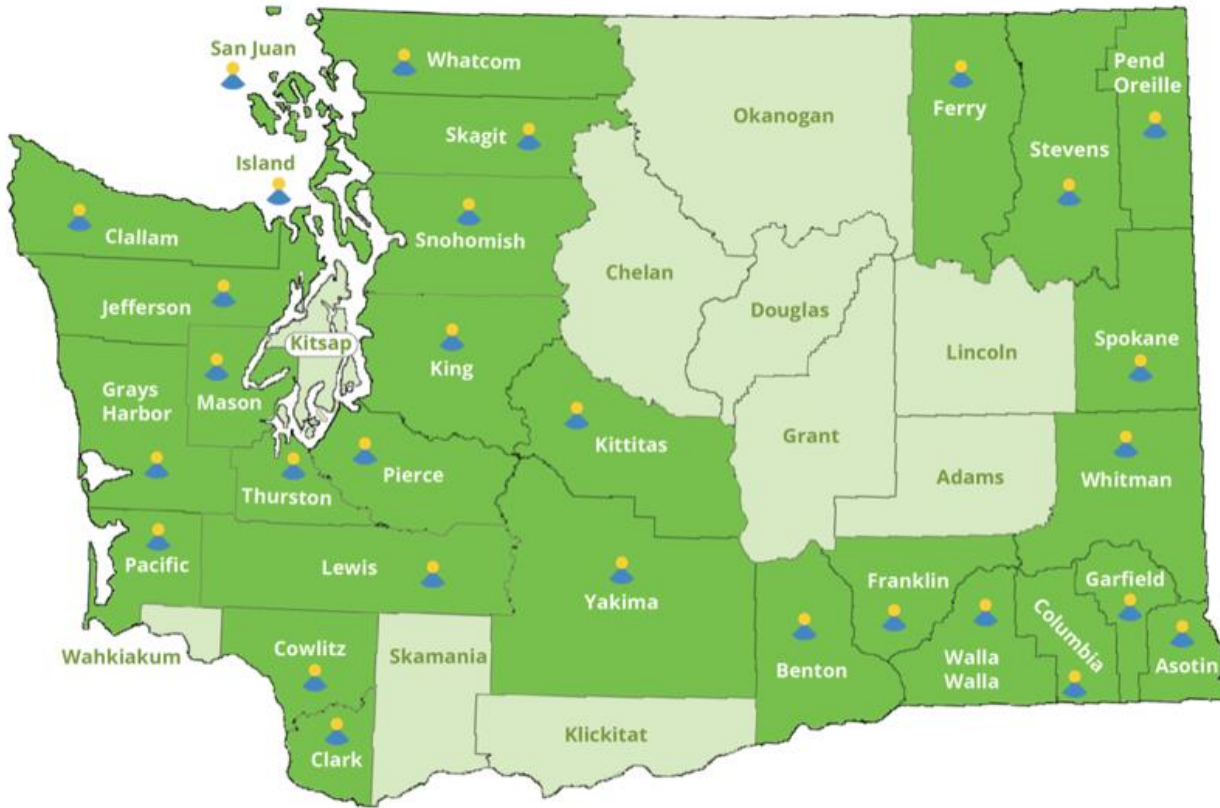 San Juan
Whatcom
Pend
Oreille
Okanogan
Ferry
Skagit
Stevens
Island
Clallam
Snohomish
Chelan
Jefferson
Douglas
Kitsap
Spokane
Lincoln
King
Grays
Harbor
Mason
Kittitas
Grant
Pierce
Adams
Whitman
Thurston
Pacific
Lewis
Yakima
Franklin
Garfield
Columbia
Wahkiakum
Cowlitz
Skamania
Benton
Walla
Walla
Asotin
Klickitat
Clark